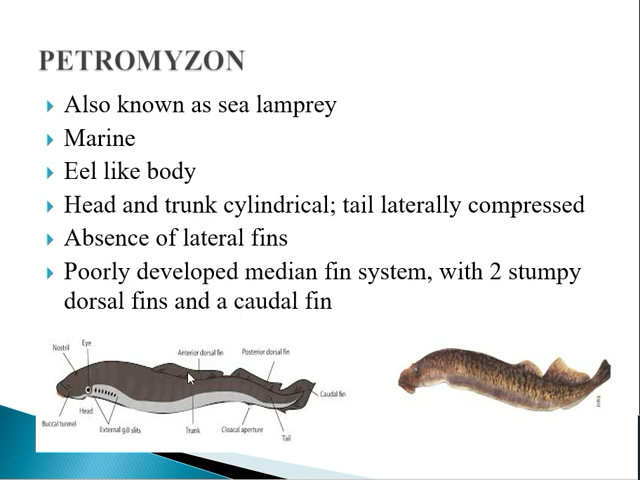 PETROMYZON
Also known as sea lamprey
Marine
Eel like body
Head and trunk cylindrical; tail laterally compressed
Absence of lateral fins
Poorly developed median fin system, with 2 stumpy
dorsal fins and a caudal fin
Nostril
Eye
Anterior dorsal fin
Posterior dorsal fin
Caudal fin
Buccal tunnel
Head
External gill slits
Trunk
Cloacal aperture
Tail